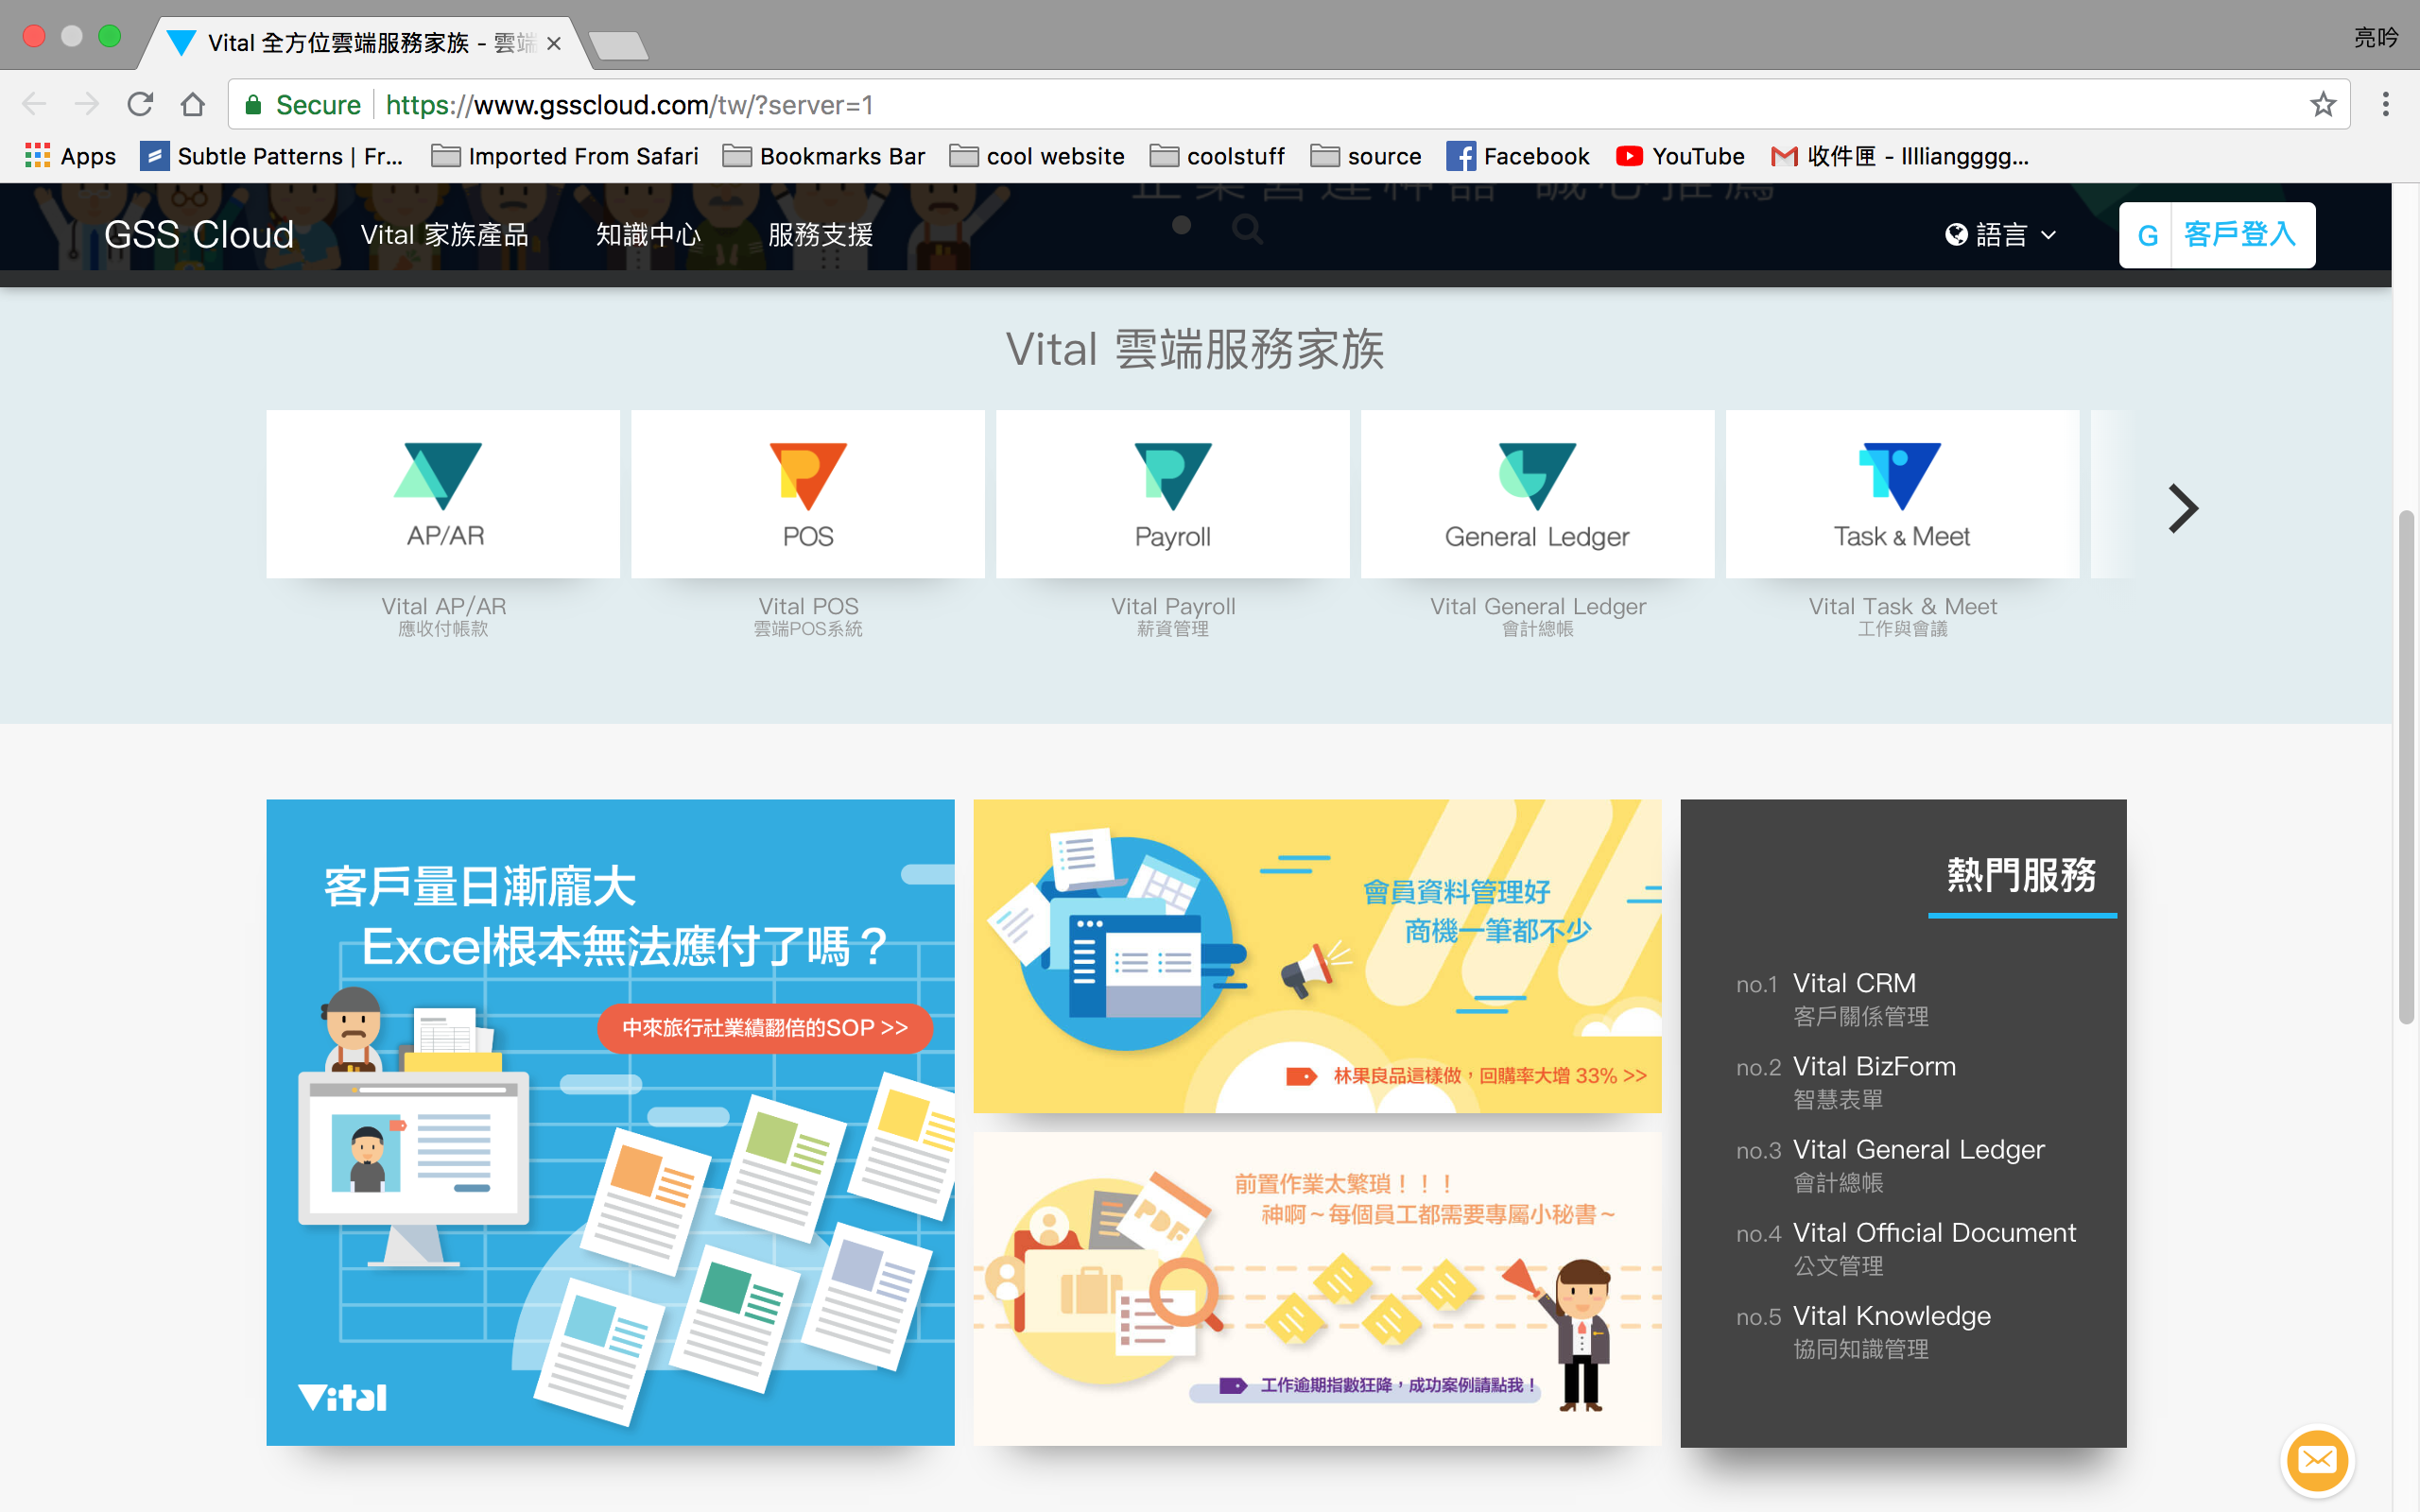 Vital 全方位雲端服務家族 - 雲端
亮吟
Secure
https://www.gsscloud.com/tw/?server=1
Apps
Subtle Patterns | Fr...
Imported From Safari
Bookmarks Bar
cool website
coolstuff
source
Facebook
YouTube
收件匣 - lllliangggg...
企業營運神器 誠心推薦
GSS Cloud
Vital 家族產品
知識中心
服務支援
語言
G 客戶登入
Vital 雲端服務家族
AP/AR
POS
Payroll
General Ledger
Task & Meet
Vital AP/AR
應收付帳款
Vital POS
雲端POS系統
Vital Payroll
薪資管理
Vital General Ledger
會計總帳
Vital Task & Meet
工作與會議
客戶量日漸龐大
Excel根本無法應付了嗎？
中來旅行社業績翻倍的SOP >>
Vital
會員資料管理好
商機一筆都不少
林果良品這樣做，回購率大增 33% >>
前置作業太繁瑣！！！
神啊～每個員工都需要專屬小秘書～
PDF
工作逾期指數狂降，成功案例請點我！
熱門服務
no.1 Vital CRM
客戶關係管理
no.2 Vital BizForm
智慧表單
no.3 Vital General Ledger
會計總帳
no.4 Vital Official Document
公文管理
no.5 Vital Knowledge
協同知識管理